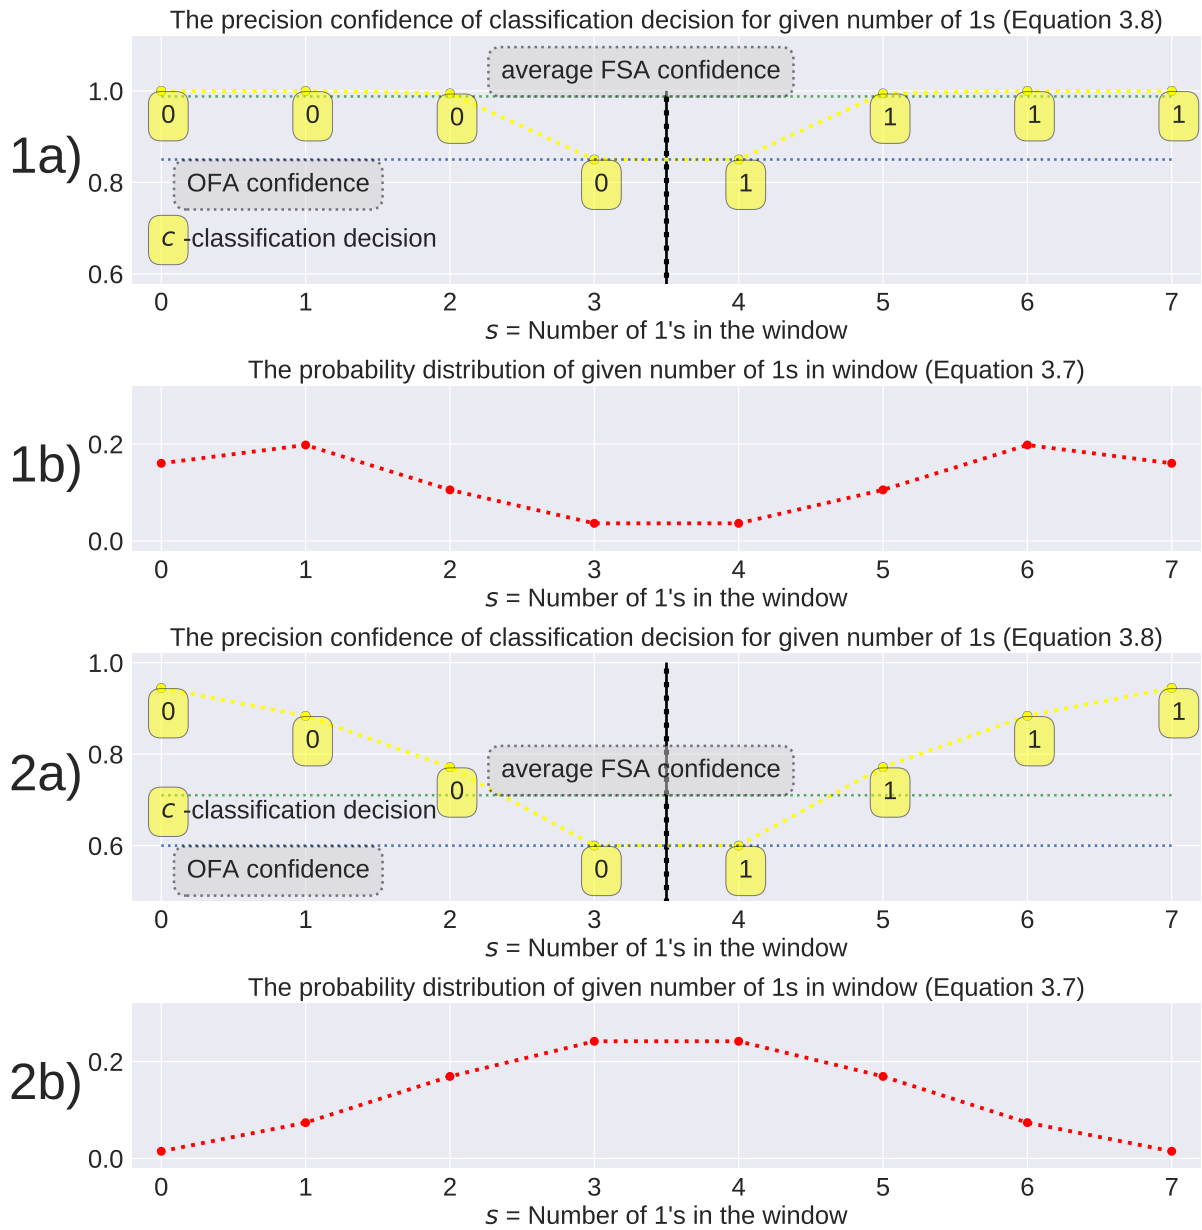 The precision confidence of classification decision for given number of 1s (Equation 3.8)
average FSA confidence
1.0
0 0 0 1 1 1
1a)
0.8
OFA confidence
0 1
c -classification decision
0.6
0 1 2 3 4 5 6 7
s = Number of 1's in the window
The probability distribution of given number of 1s in window (Equation 3.7)
1b)
0.2
0.0
0 1 2 3 4 5 6 7
s = Number of 1's in the window
The precision confidence of classification decision for given number of 1s (Equation 3.8)
1.0
0 1
0 1
0.8
2a)
average FSA confidence
0 1
c -classification decision
0.6
OFA confidence
0 1
0 1 2 3 4 5 6 7
s = Number of 1's in the window
The probability distribution of given number of 1s in window (Equation 3.7)
0.2
2b)
0.0
0 1 2 3 4 5 6 7
s = Number of 1's in the window